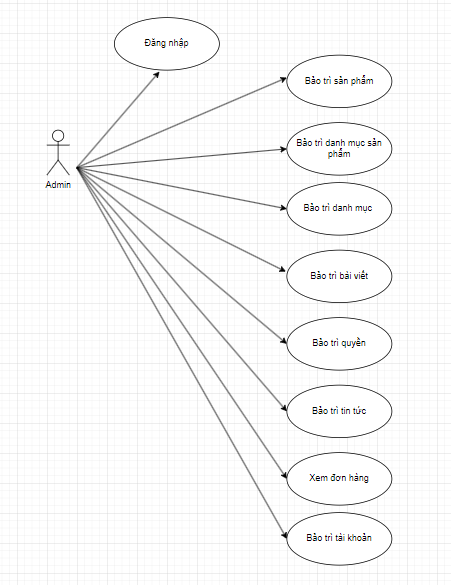 Đăng nhập
Bảo trì sản phẩm
Bảo trì danh mục sản
phẩm
Admin
Bảo trì danh mục
Bảo trì bài viết
Bảo trì quyền
Bảo trì tin tức
Xem đơn hàng
Bảo trì tài khoản